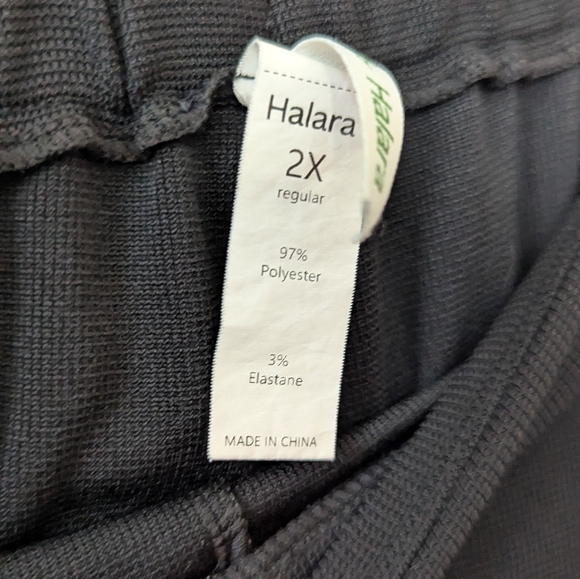 Halara
2X
regular
97%
Polyester
3%
Elastane
MADE IN CHINA
Halara